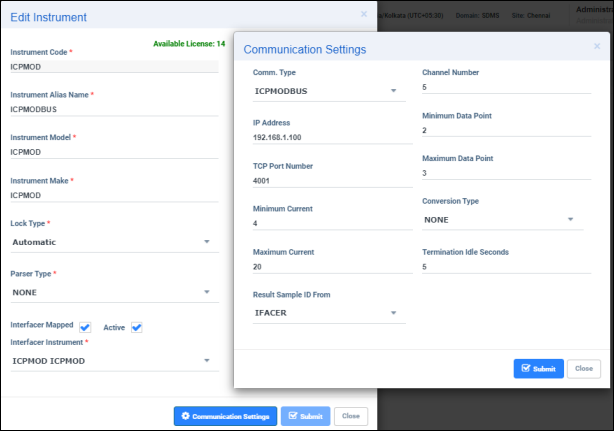 Edit Instrument
×
a/Kolkata (UTC+05:30) Domain: SDMS Site: Chennai
Administr
Available License: 14
Instrument Code *
ICPMOD
Instrument Alias Name *
ICPMODBUS
Instrument Model *
ICPMOD
Instrument Make *
ICPMOD
Lock Type *
Automatic
Parser Type *
NONE
Interfacer Mapped Active
Interfacer Instrument *
ICPMOD ICPMOD
Communication Settings Submit Close
Communication Settings
×
Comm. Type
ICPMODBUS
IP Address
192.168.1.100
TCP Port Number
4001
Minimum Current
4
Maximum Current
20
Result Sample ID From
IFACER
Channel Number
5
Minimum Data Point
2
Maximum Data Point
3
Conversion Type
NONE
Termination Idle Seconds
5
Submit Close